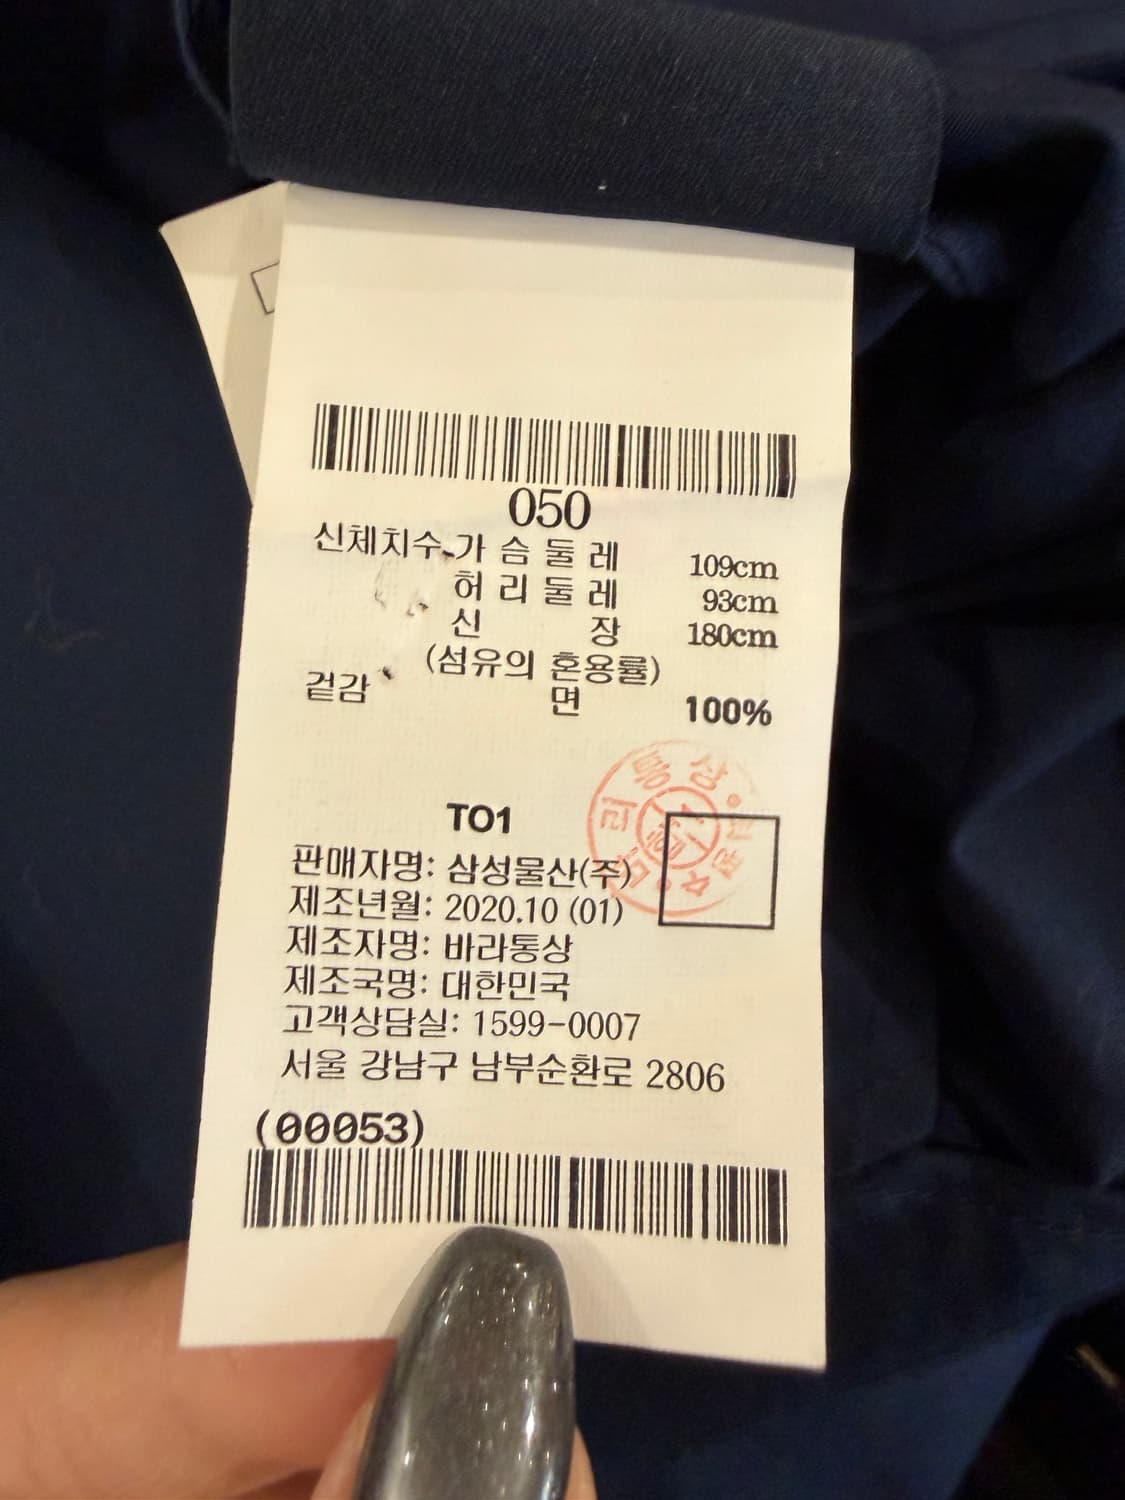 050
신체치수 가 슴 둘 레 109cm
허 리 둘 레 93cm
신 장 180cm
(섬유의 혼용률)
겉감 면 100%
TO1
판매자명: 삼성물산(주)
제조년월: 2020.10 (01)
제조자명: 바라통상
제조국명: 대한민국
고객상담실: 1599-0007
서울 강남구 남부순환로 2806
(00053)